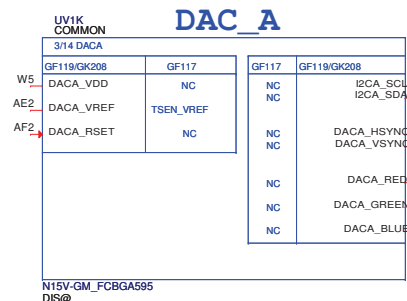 DAC_A
UV1K
COMMON
3/14 DACA
GF119/GK208 GF117 GF117 GF119/GK208
W5 DACA_VDD NC NC I2CA_SCL
NC I2CA_SDA
AE2 DACA_VREF TSEN_VREF
AF2 DACA_RSET NC NC DACA_HSYNC
NC DACA_VSYNC
NC DACA_RED
NC DACA_GREEN
NC DACA_BLUE
N15V-GM_FCBGA595
DIS@